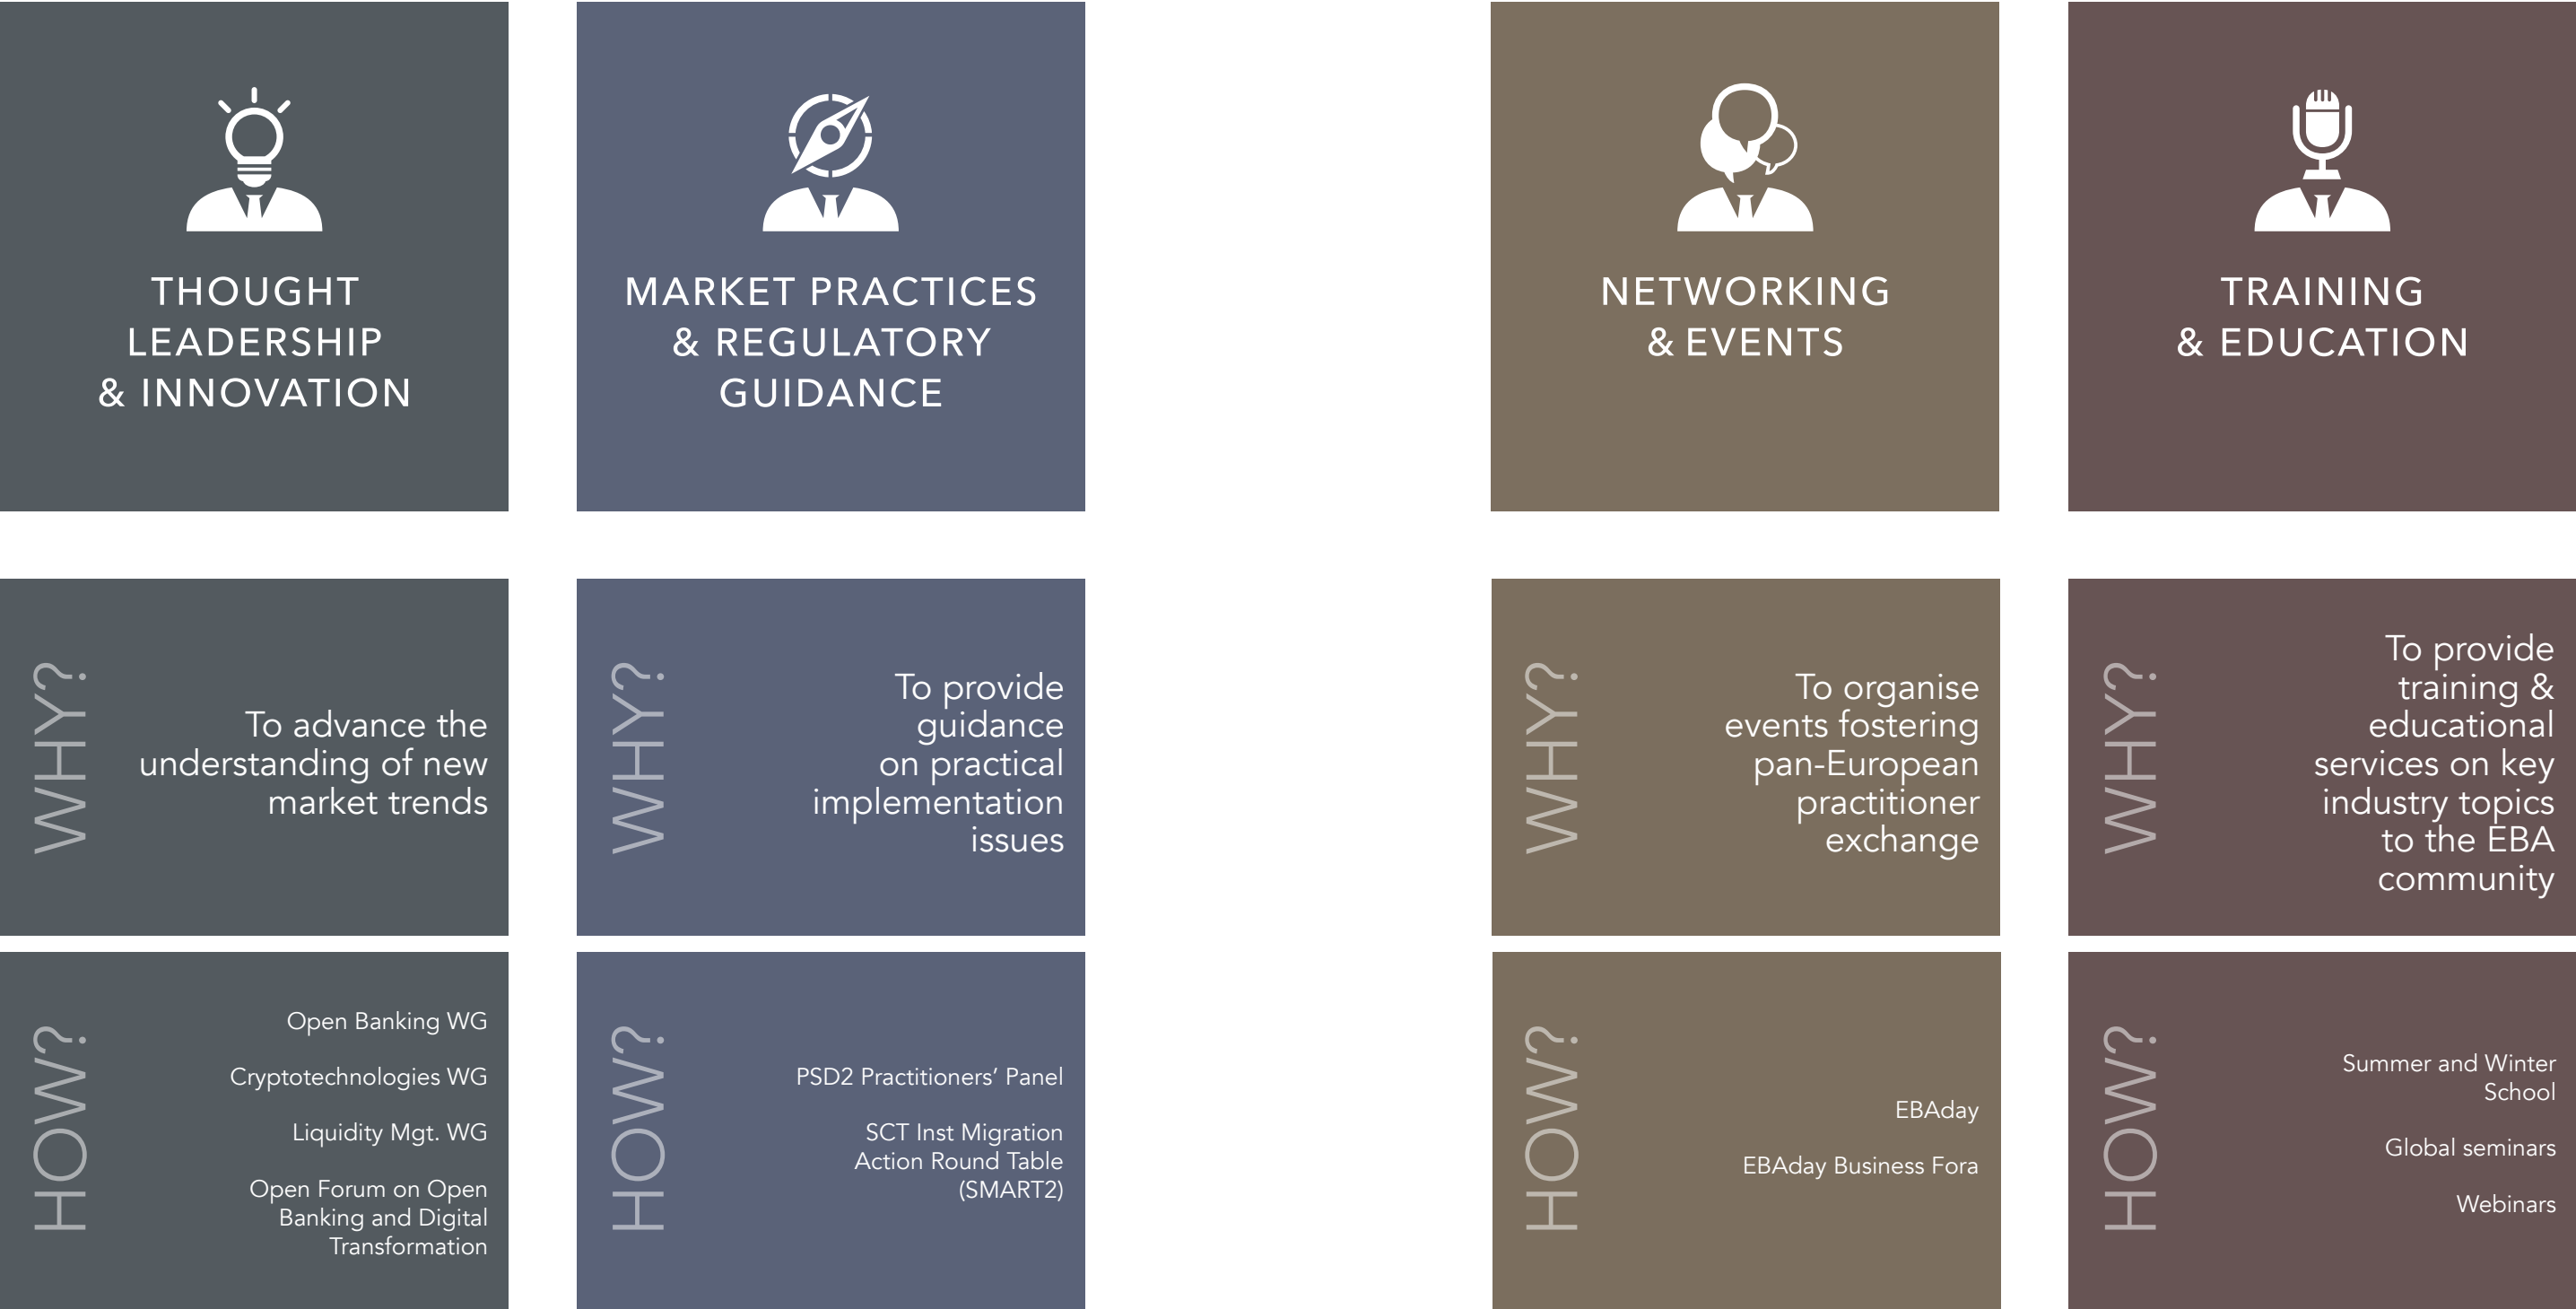 THOUGHT
LEADERSHIP
& INNOVATION
MARKET PRACTICES
& REGULATORY
GUIDANCE
NETWORKING
& EVENTS
TRAINING
& EDUCATION
WHY?
To advance the
understanding of new
market trends
WHY?
To provide
guidance
on practical
implementation
issues
WHY?
To organise
events fostering
pan-European
practitioner
exchange
WHY?
To provide
training &
educational
services on key
industry topics
to the EBA
community
HOW?
Open Banking WG
Cryptotechnologies WG
Liquidity Mgt. WG
Open Forum on Open
Banking and Digital
Transformation
HOW?
PSD2 Practitioners’ Panel
SCT Inst Migration
Action Round Table
(SMART2)
HOW?
EBAday
EBAday Business Fora
HOW?
Summer and Winter
School
Global seminars
Webinars